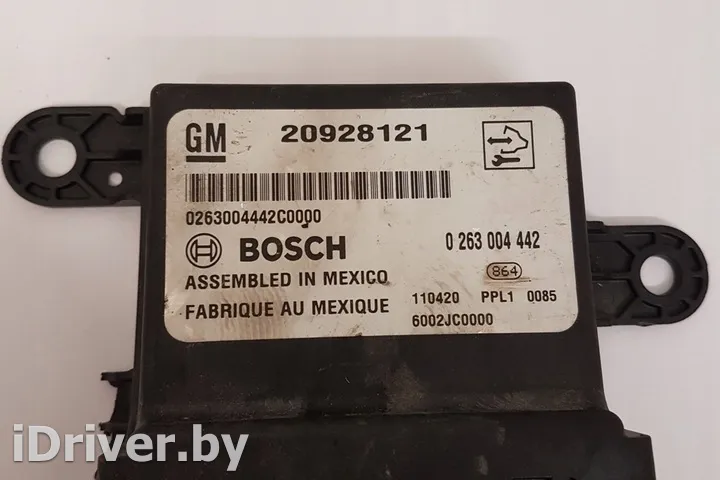 GM 20928121
0263004442C0000
BOSCH 0 263 004 442
ASSEMBLED IN MEXICO 864
FABRIQUE AU MEXIQUE 110420 PPL1 0085
6002JC0000
iDriver.by